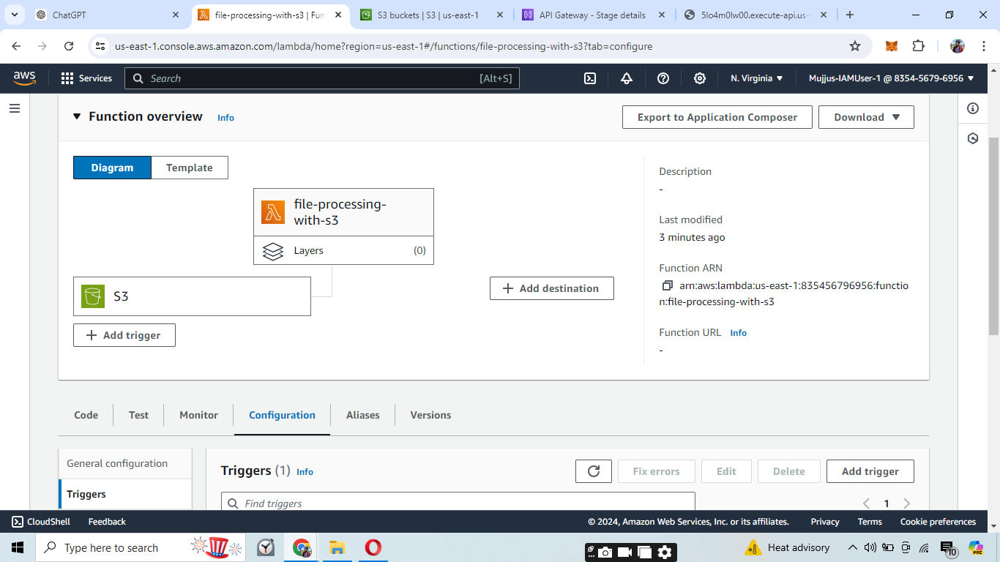 ChatGPT
file-processing-with-s3 | Fun
S3 buckets | S3 | us-east-1
API Gateway - Stage details
5lo4m0lw00.execute-api.us-
us-east-1.console.aws.amazon.com/lambda/home?region=us-east-1#/functions/file-processing-with-s3?tab=configure
aws
Services
Search
[Alt+S]
N. Virginia
Mujjus-IAMUser-1 @ 8354-5679-6956
Function overview
Info
Export to Application Composer
Download
Diagram
Template
file-processing-
with-s3
Layers
(0)
S3
Add trigger
Add destination
Description
-
Last modified
3 minutes ago
Function ARN
arn:aws:lambda:us-east-1:835456796956:functio
n:file-processing-with-s3
Function URL
Info
-
Code
Test
Monitor
Configuration
Aliases
Versions
General configuration
Triggers
Triggers (1)
Info
Fix errors
Edit
Delete
Add trigger
Find triggers
1
CloudShell
Feedback
© 2024, Amazon Web Services, Inc. or its affiliates.
Privacy
Terms
Cookie preferences
Type here to search
Heat advisory
10
PRE